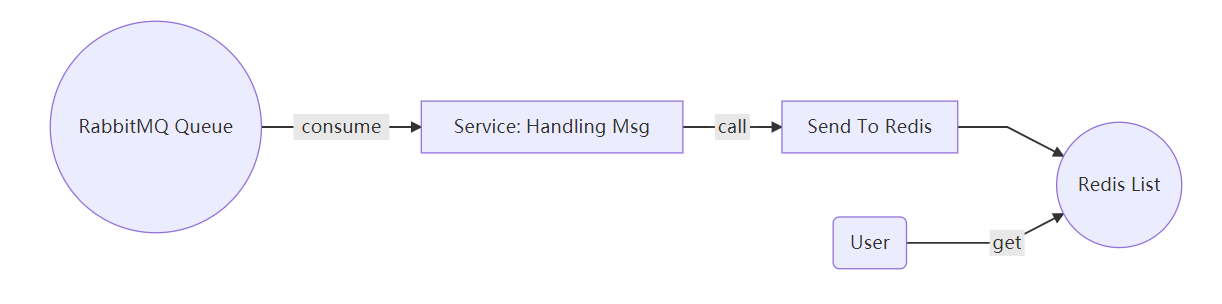 RabbitMQ Queue
consume
Service: Handling Msg
call
Send To Redis
Redis List
User
get